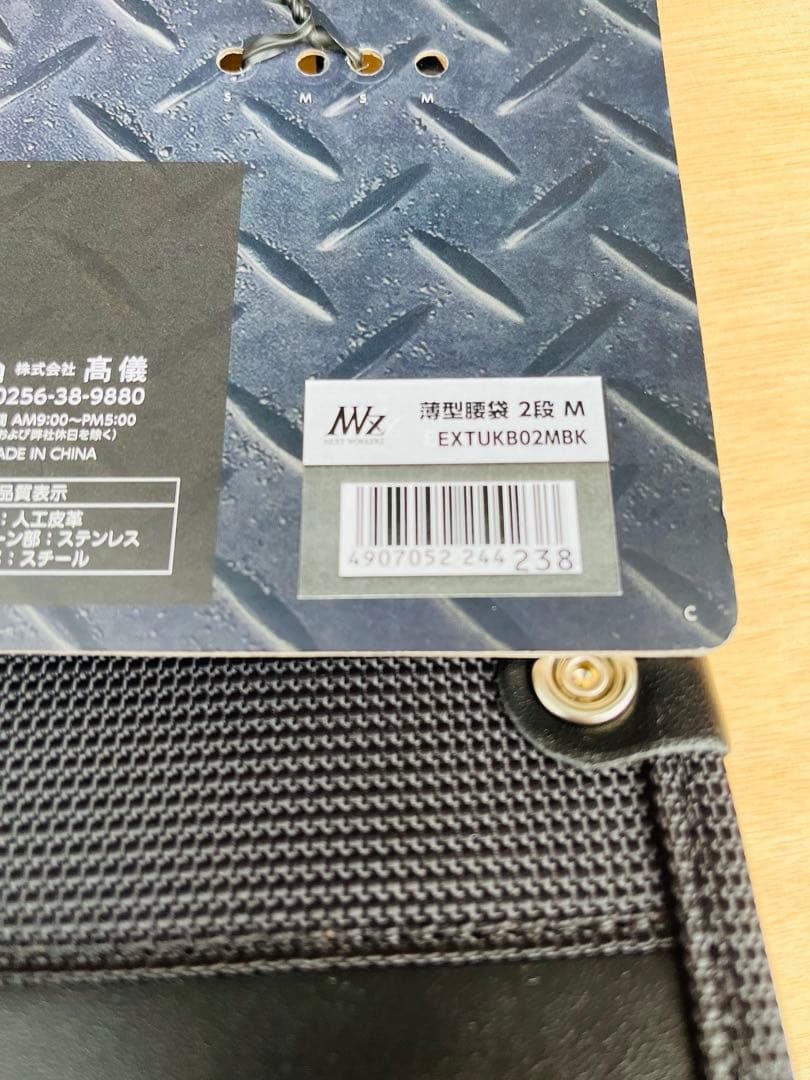 S M S M
株式会社 髙儀
0256-38-9880
AM9:00〜PM5:00
および弊社休日を除く)
ADE IN CHINA
品質表示
：人工皮革
ーン部：ステンレス
：スチール
薄型腰袋 2段 M
EXTUKB02MBK
4907052 244238
C